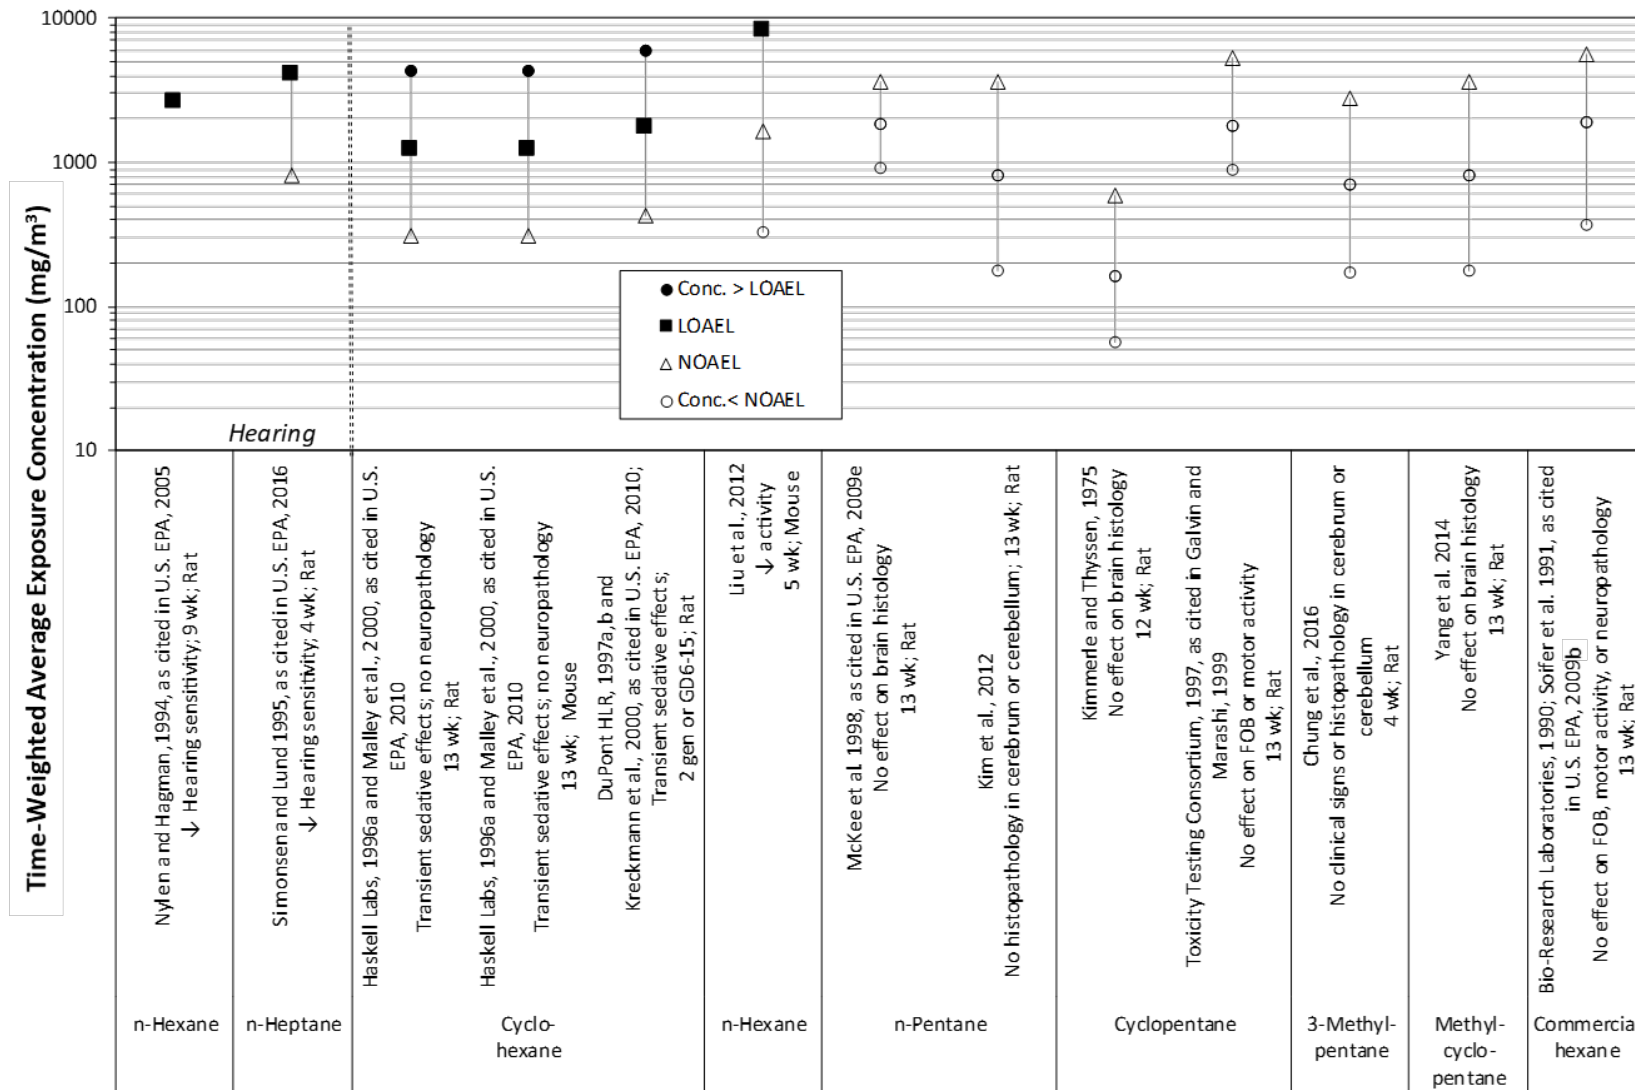 Time-Weighted Average Exposure Concentration (mg/m³)
10000
1000
100
10
Hearing
Conc. > LOAEL
LOAEL
NOAEL
Conc.< NOAEL
Nylen and Hagman, 1994, as cited in U.S. EPA, 2005
↓ Hearing sensitivity; 9 wk; Rat
Simonsen and Lund 1995, as cited in U.S. EPA, 2016
↓ Hearing sensitivity; 4 wk; Rat
Haskell Labs, 1996a and Malley et al., 2000, as cited in U.S.
EPA, 2010
Transient sedative effects; no neuropathology
13 wk; Rat
Haskell Labs, 1996a and Malley et al., 2000, as cited in U.S.
EPA, 2010
Transient sedative effects; no neuropathology
13 wk; Mouse
DuPont HLR, 1997a,b and
Kreckmann et al., 2000, as cited in U.S. EPA, 2010;
Transient sedative effects;
2 gen or GD6-15; Rat
Liu et al., 2012
↓ activity
5 wk; Mouse
McKee et al. 1998, as cited in U.S. EPA, 2009e
No effect on brain histology
13 wk; Rat
Kim et al., 2012
No histopathology in cerebrum or cerebellum; 13 wk; Rat
Kimmerle and Thyssen, 1975
No effect on brain histology
12 wk; Rat
Toxicity Testing Consortium, 1997, as cited in Galvin and
Marashi, 1999
No effect on FOB or motor activity
13 wk; Rat
Chung et al., 2016
No clinical signs or histopathology in cerebrum or
cerebellum
4 wk; Rat
Yang et al. 2014
No effect on brain histology
13 wk; Rat
Bio-Research Laboratories, 1990; Soifer et al. 1991, as cited
in U.S. EPA, 2009b
No effect on FOB, motor activity, or neuropathology
13 wk; Rat
n-Hexane
n-Heptane
Cyclo-
hexane
n-Hexane
n-Pentane
Cyclopentane
3-Methyl-
pentane
Methyl-
cyclo-
pentane
Commercia
hexane